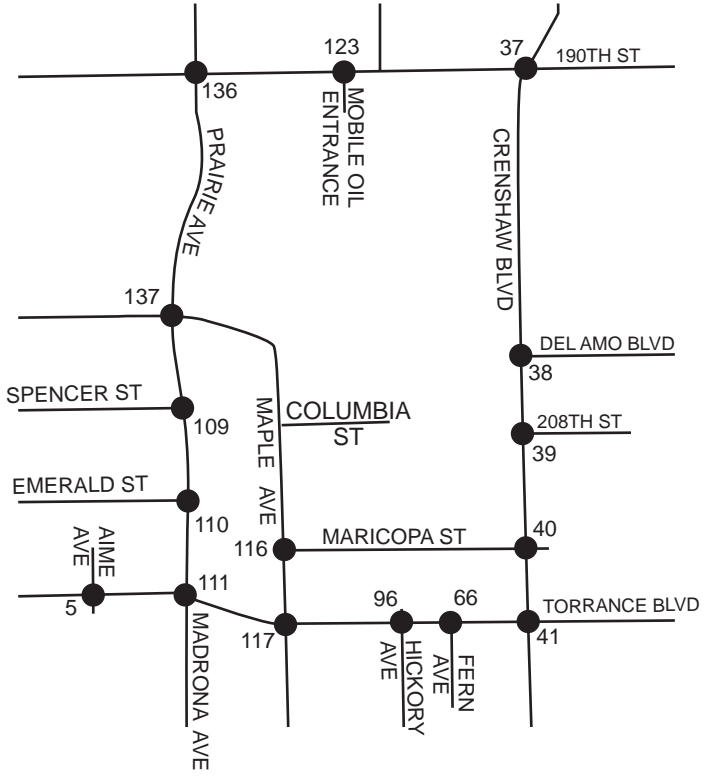 123
37
190TH ST
136
MOBILE OIL
ENTRANCE
PRAIRIE AVE
CRENSHAW BLVD
137
DEL AMO BLVD
38
SPENCER ST
109
MAPLE AVE
COLUMBIA
ST
208TH ST
39
EMERALD ST
110
AIME
AVE
116
MARICOPA ST
40
5
111
96
66
TORRANCE BLVD
117
41
MADRONA AVE
HICKORY
AVE
FERN
AVE